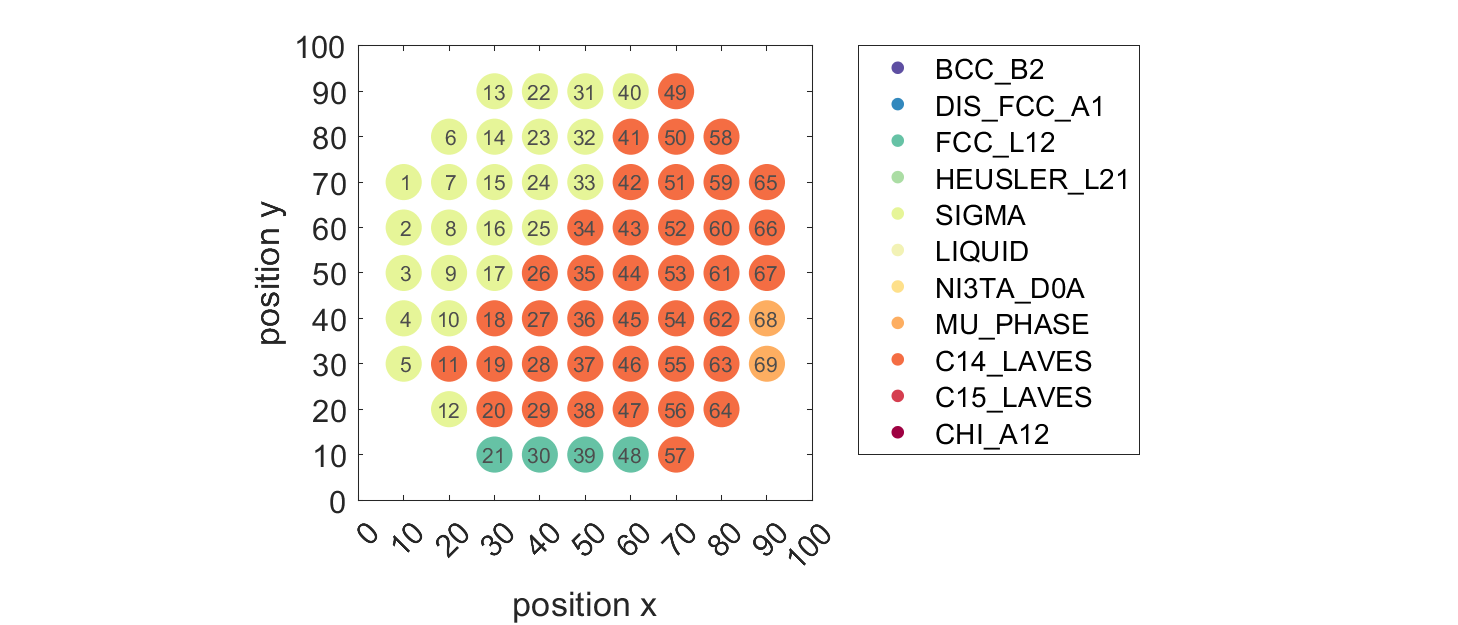 100
90 13 22 31 40 49
80 6 14 23 32 41 50 58
70 1 7 15 24 33 42 51 59 65
60 2 8 16 25 34 43 52 60 66
50 3 9 17 26 35 44 53 61 67
40 4 10 18 27 36 45 54 62 68
30 5 11 19 28 37 46 55 63 69
20 12 20 29 38 47 56 64
10 21 30 39 48 57
0
0 10 20 30 40 50 60 70 80 90 100
position x
position y
BCC_B2
DIS_FCC_A1
FCC_L12
HEUSLER_L21
SIGMA
LIQUID
NI3TA_D0A
MU_PHASE
C14_LAVES
C15_LAVES
CHI_A12